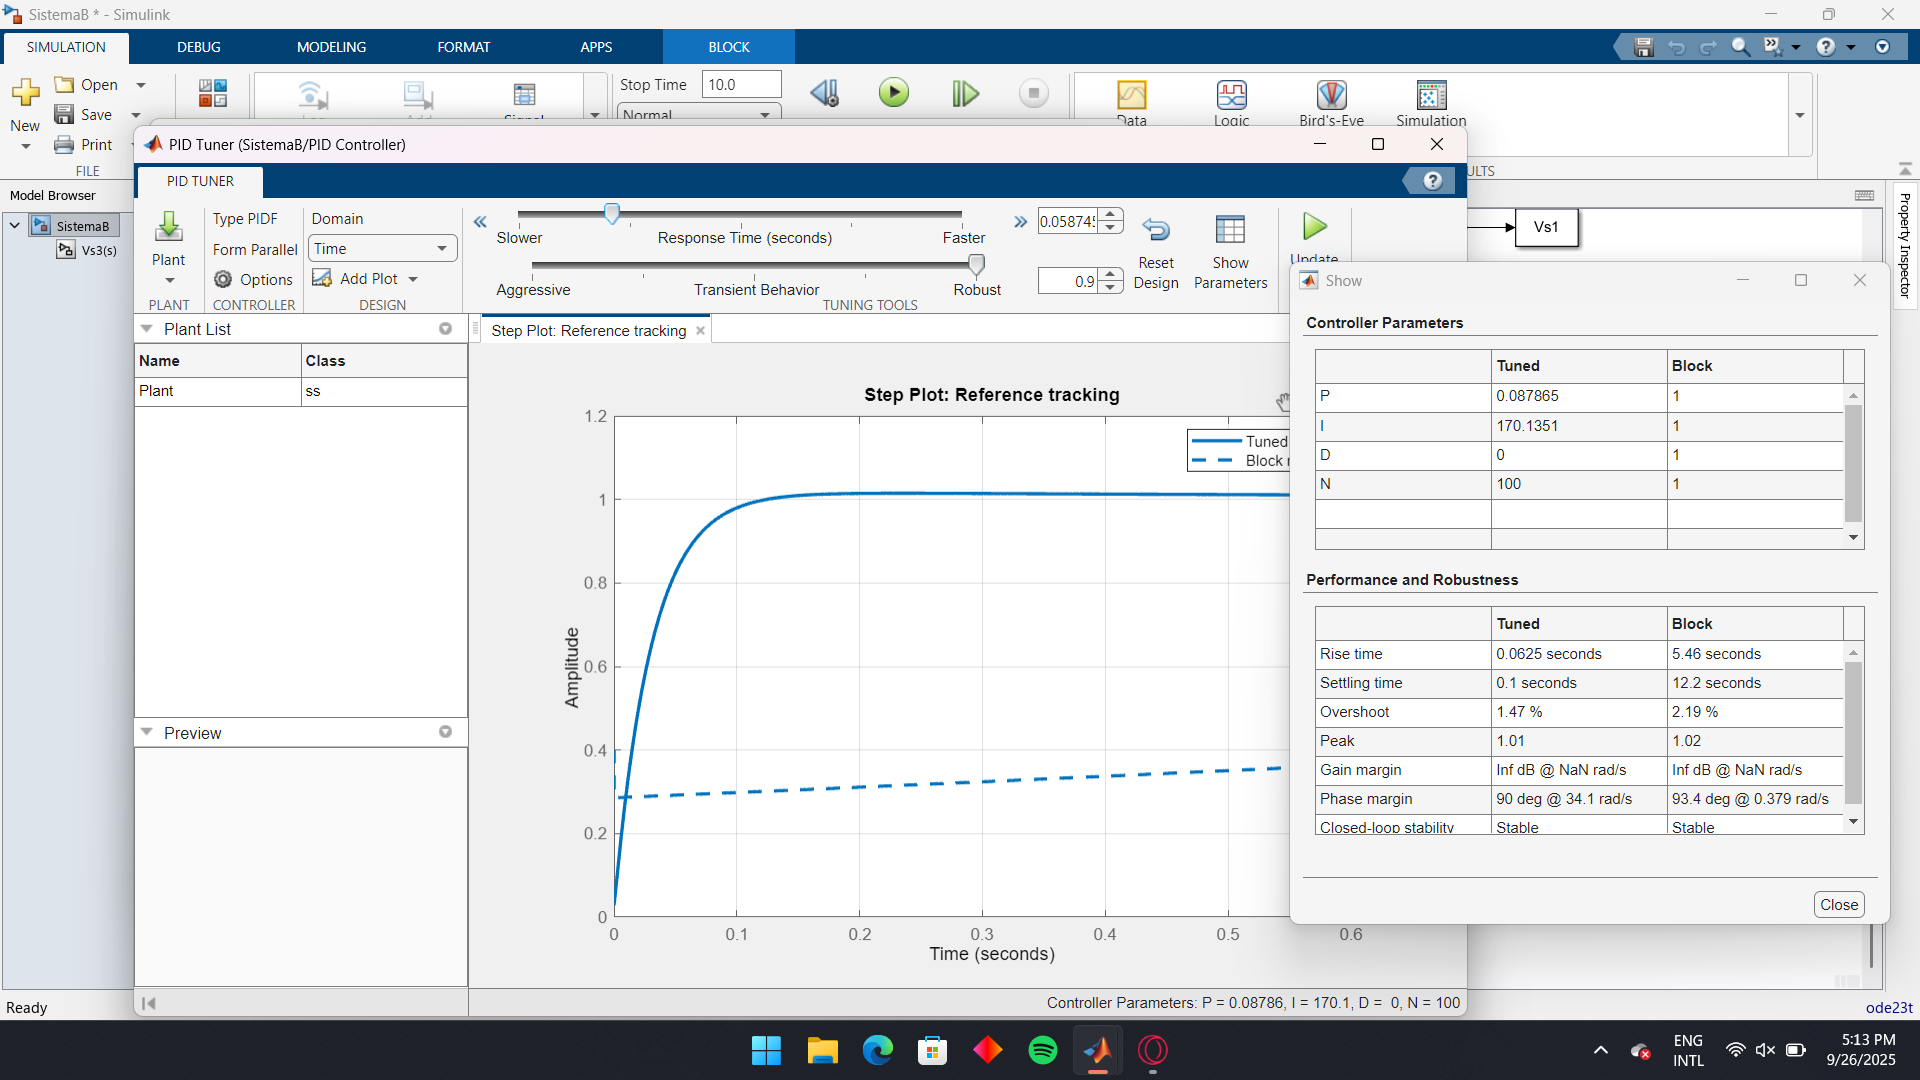 SistemaB * - Simulink
SIMULATION DEBUG MODELING FORMAT APPS BLOCK
New
Open
Save
Print
FILE
Stop Time 10.0
Normal
Signal
Data
Logic
Bird's-Eye
Simulation
ULTS
Model Browser
SistemaB
Vs3(s)
Vs1
Property Inspector
PID Tuner (SistemaB/PID Controller)
PID TUNER
Plant
PLANT
Type PIDF
Form Parallel
Options
CONTROLLER
Domain
Time
Add Plot
DESIGN
Slower Response Time (seconds) Faster
0.05874
Aggressive Transient Behavior Robust
0.9
TUNING TOOLS
Reset
Design
Show
Parameters
Update
Plant List
Name Class
Plant ss
Preview
Step Plot: Reference tracking
Step Plot: Reference tracking
Tuned
Block
Amplitude
1.2
1
0.8
0.6
0.4
0.2
0
0 0.1 0.2 0.3 0.4 0.5 0.6
Time (seconds)
Controller Parameters: P = 0.08786, I = 170.1, D = 0, N = 100
Show
Controller Parameters
Tuned Block
P 0.087865 1
I 170.1351 1
D 0 1
N 100 1
Performance and Robustness
Tuned Block
Rise time 0.0625 seconds 5.46 seconds
Settling time 0.1 seconds 12.2 seconds
Overshoot 1.47 % 2.19 %
Peak 1.01 1.02
Gain margin Inf dB @ NaN rad/s Inf dB @ NaN rad/s
Phase margin 90 deg @ 34.1 rad/s 93.4 deg @ 0.379 rad/s
Closed-loop stability Stable Stable
Close
Ready
ode23t
ENG
INTL
5:13 PM
9/26/2025